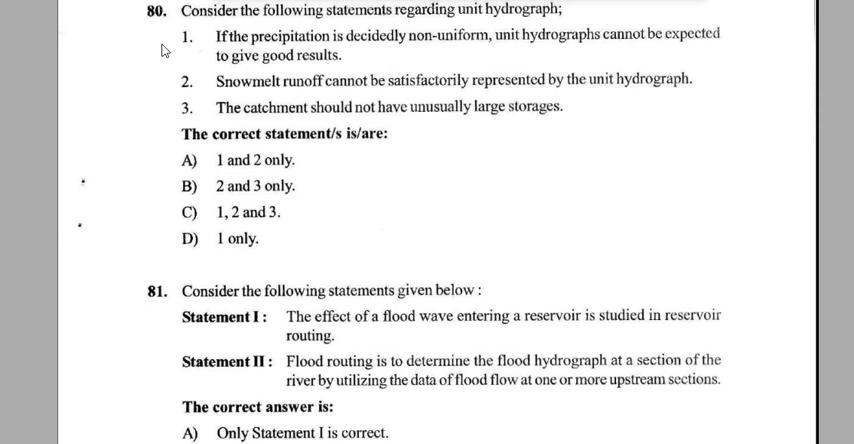 80. Consider the following statements regarding unit hydrograph;
1. If the precipitation is decidedly non-uniform, unit hydrographs cannot be expected
to give good results.
2. Snowmelt runoff cannot be satisfactorily represented by the unit hydrograph.
3. The catchment should not have unusually large storages.
The correct statement/s is/are:
A) 1 and 2 only.
B) 2 and 3 only.
C) 1, 2 and 3.
D) 1 only.
81. Consider the following statements given below :
Statement I : The effect of a flood wave entering a reservoir is studied in reservoir
routing.
Statement II : Flood routing is to determine the flood hydrograph at a section of the
river by utilizing the data of flood flow at one or more upstream sections.
The correct answer is:
A) Only Statement I is correct.